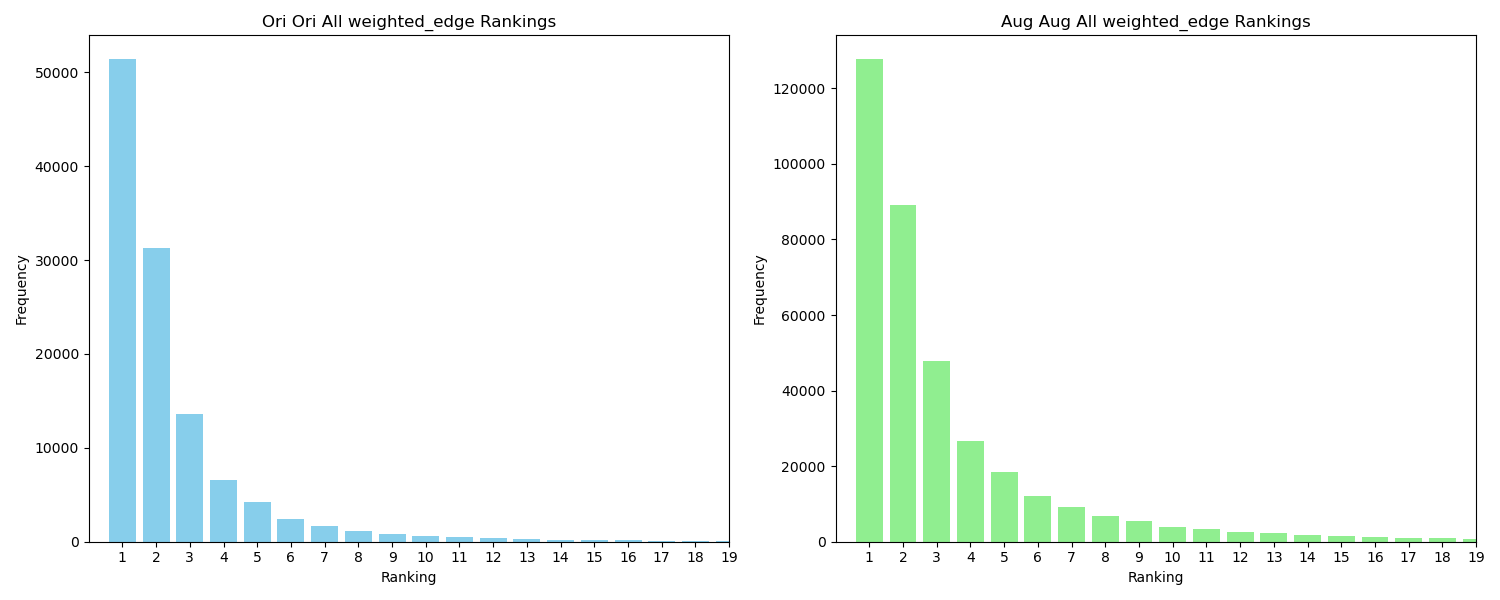 Ori Ori All weighted_edge Rankings
50000
40000
30000
20000
10000
0
Frequency
1 2 3 4 5 6 7 8 9 10 11 12 13 14 15 16 17 18 19
Ranking
Aug Aug All weighted_edge Rankings
120000
100000
80000
60000
40000
20000
0
Frequency
1 2 3 4 5 6 7 8 9 10 11 12 13 14 15 16 17 18 19
Ranking